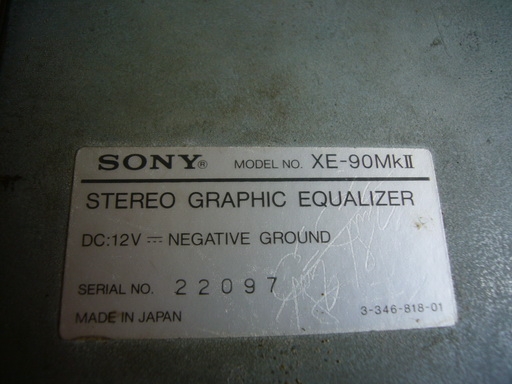 SONY® MODEL NO. XE-90MkII
STEREO GRAPHIC EQUALIZER
DC:12V ⎓ NEGATIVE GROUND
SERIAL NO. 22097
MADE IN JAPAN 3-346-818-01